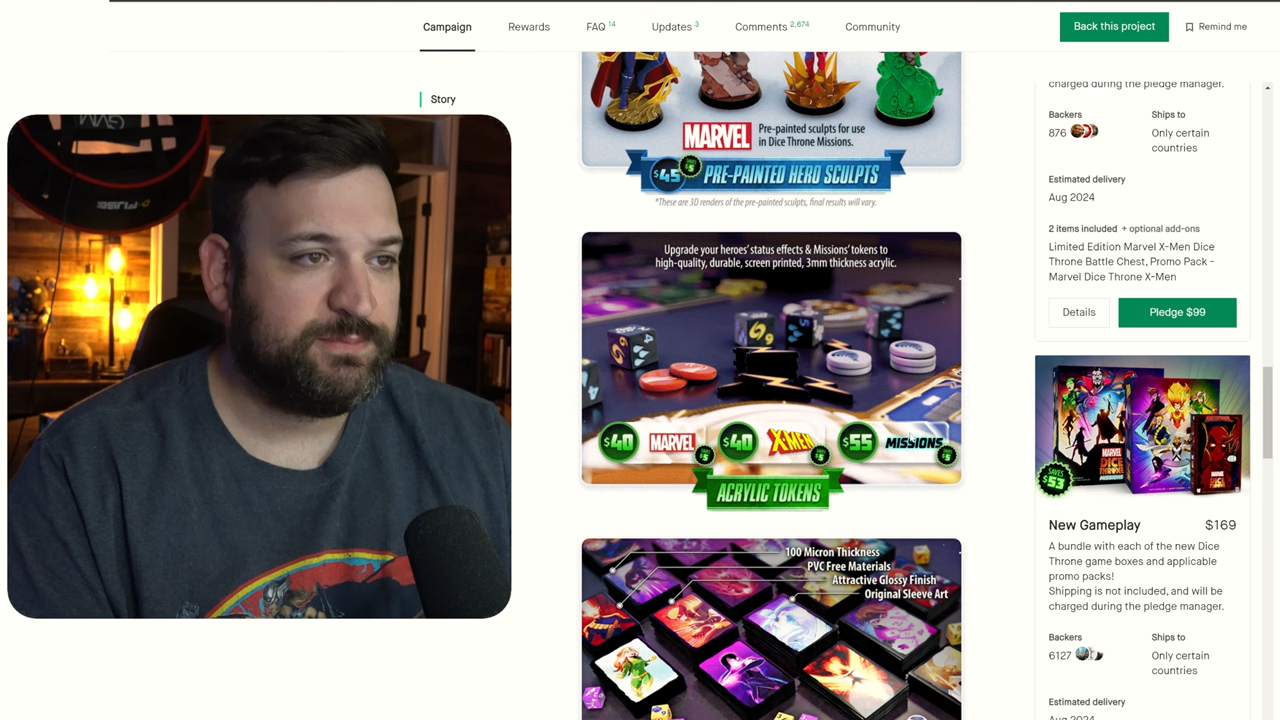 Campaign
Rewards
FAQ 14
Updates 3
Comments 2,674
Community
Back this project
Remind me
Story
MARVEL
Pre-painted sculpts for use
in Dice Throne Missions.
$45
PRE-PAINTED HERO SCULPTS
*These are 3D renders of the pre-painted sculpts, final results will vary.
Upgrade your heroes' status effects & Missions' tokens to
high-quality, durable, screen printed, 3mm thickness acrylic.
$40 MARVEL $40 X-MEN $55 MISSIONS
ACRYLIC TOKENS
100 Micron Thickness
PVC Free Materials
Attractive Glossy Finish
Original Sleeve Art
charged during the pledge manager.
Backers
Ships to
876
Only certain
countries
Estimated delivery
Aug 2024
2 items included + optional add-ons
Limited Edition Marvel X-Men Dice
Throne Battle Chest, Promo Pack -
Marvel Dice Throne X-Men
Details
Pledge $99
SAVES
$53
New Gameplay
$169
A bundle with each of the new Dice
Throne game boxes and applicable
promo packs!
Shipping is not included, and will be
charged during the pledge manager.
Backers
Ships to
6127
Only certain
countries
Estimated delivery